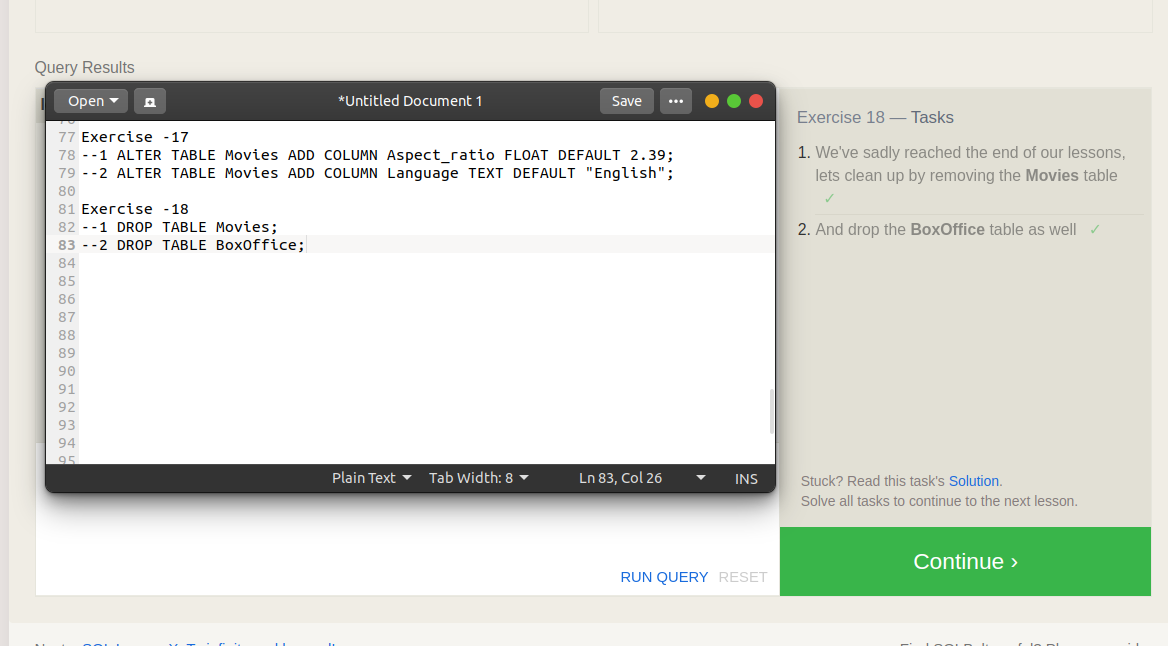 Query Results
Open
*Untitled Document 1
Save
77 Exercise -17
78 --1 ALTER TABLE Movies ADD COLUMN Aspect_ratio FLOAT DEFAULT 2.39;
79 --2 ALTER TABLE Movies ADD COLUMN Language TEXT DEFAULT "English";
80
81 Exercise -18
82 --1 DROP TABLE Movies;
83 --2 DROP TABLE BoxOffice;
84
85
86
87
88
89
90
91
92
93
94
95
Plain Text Tab Width: 8 Ln 83, Col 26 INS
Exercise 18 — Tasks
1. We've sadly reached the end of our lessons,
lets clean up by removing the Movies table
✓
2. And drop the BoxOffice table as well ✓
Stuck? Read this task's Solution.
Solve all tasks to continue to the next lesson.
RUN QUERY RESET
Continue ›